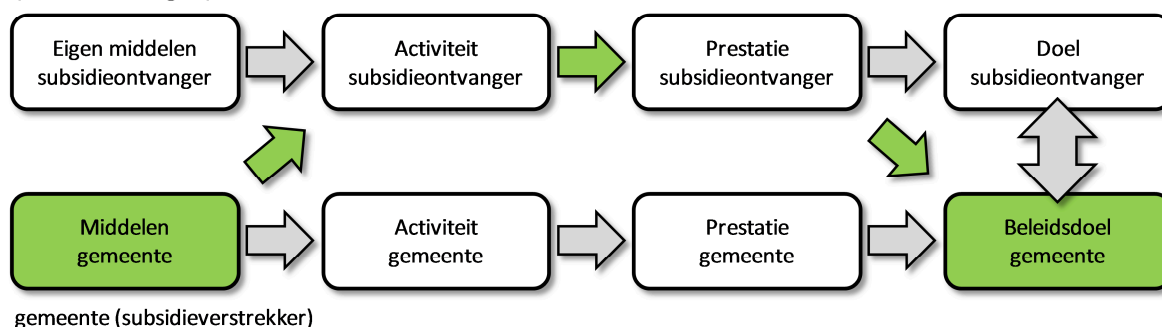 Eigen middelen
subsidieontvanger
Activiteit
subsidieontvanger
Prestatie
subsidieontvanger
Doel
subsidieontvanger
Middelen
gemeente
Activiteit
gemeente
Prestatie
gemeente
Beleidsdoel
gemeente
gemeente (subsidieverstrekker)